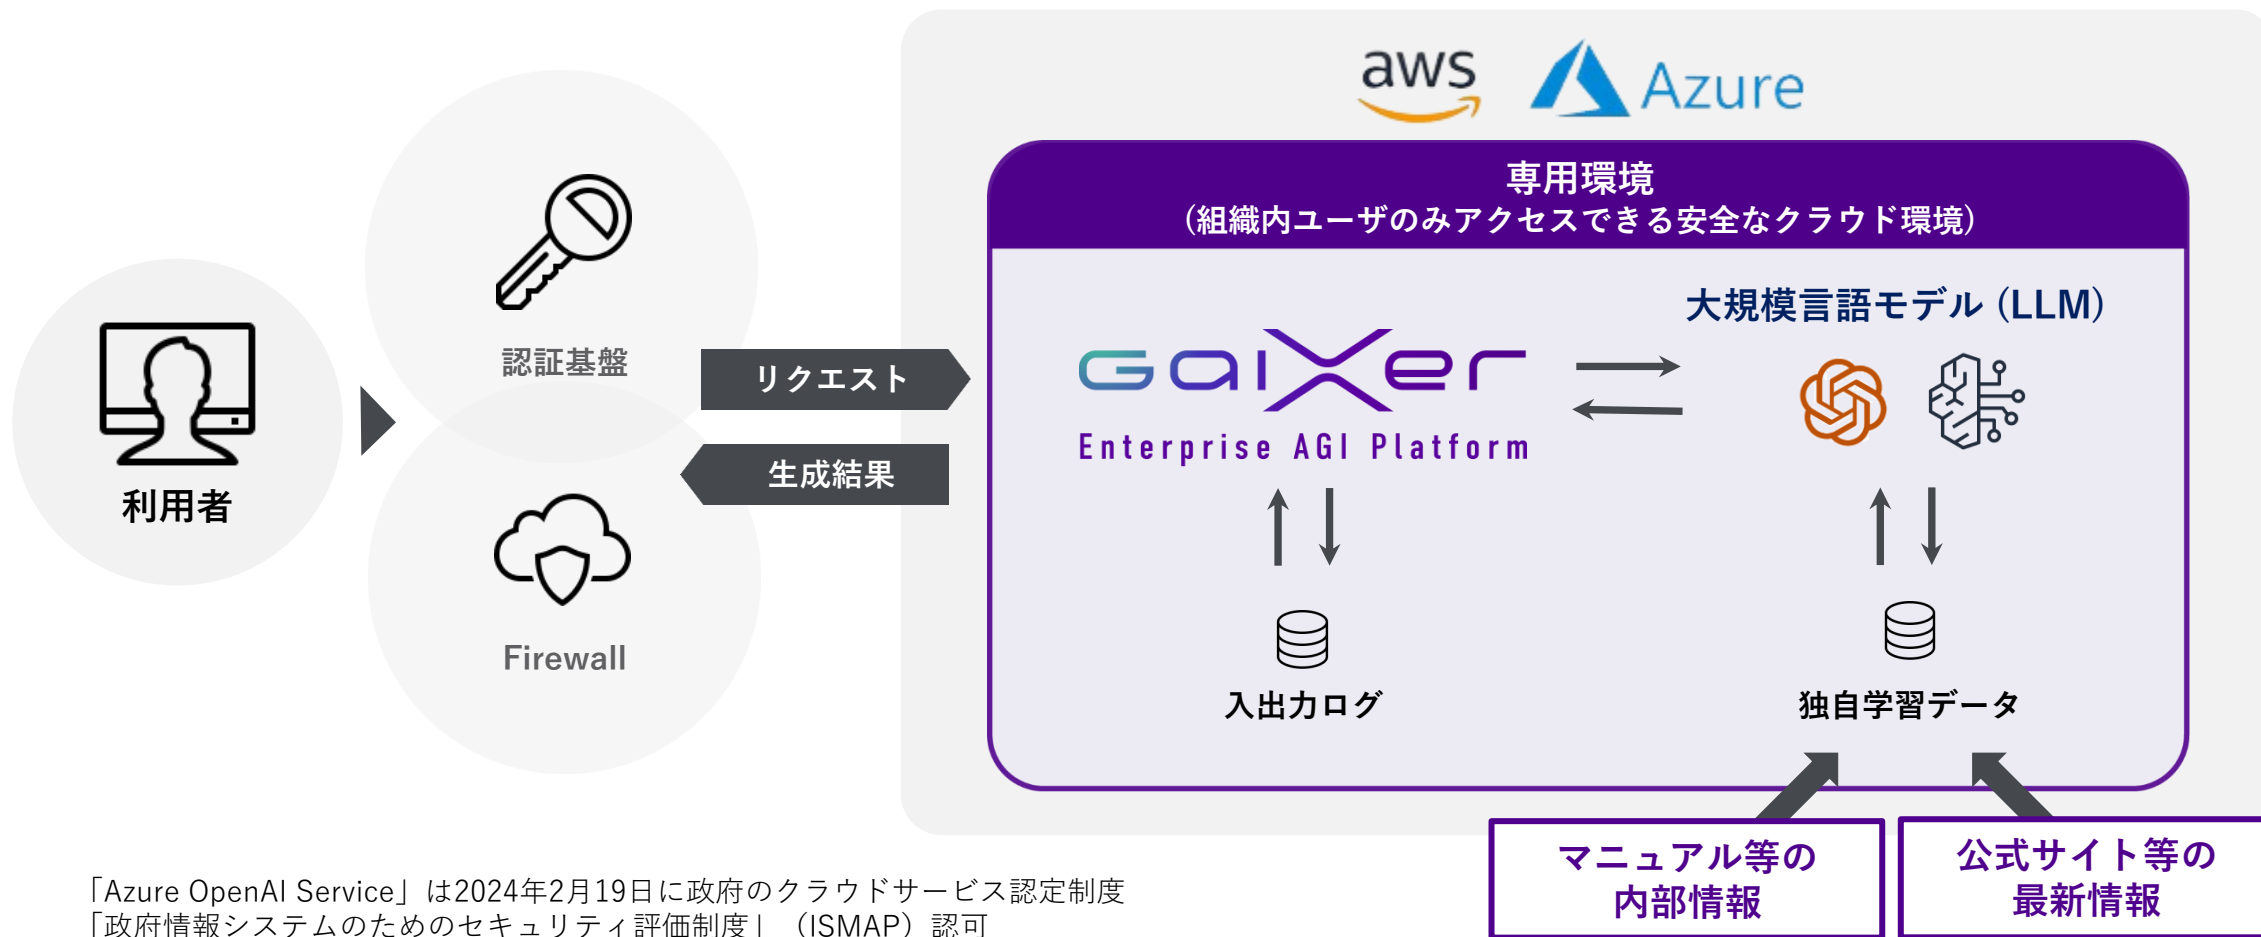 aws
Azure
専用環境
(組織内ユーザのみアクセスできる安全なクラウド環境)
大規模言語モデル (LLM)
GaiXer
Enterprise AGI Platform
認証基盤
リクエスト
生成結果
利用者
Firewall
入出力ログ
独自学習データ
マニュアル等の
内部情報
公式サイト等の
最新情報
「Azure OpenAI Service」は2024年2月19日に政府のクラウドサービス認定制度
「政府情報システムのためのセキュリティ評価制度」（ISMAP）認可